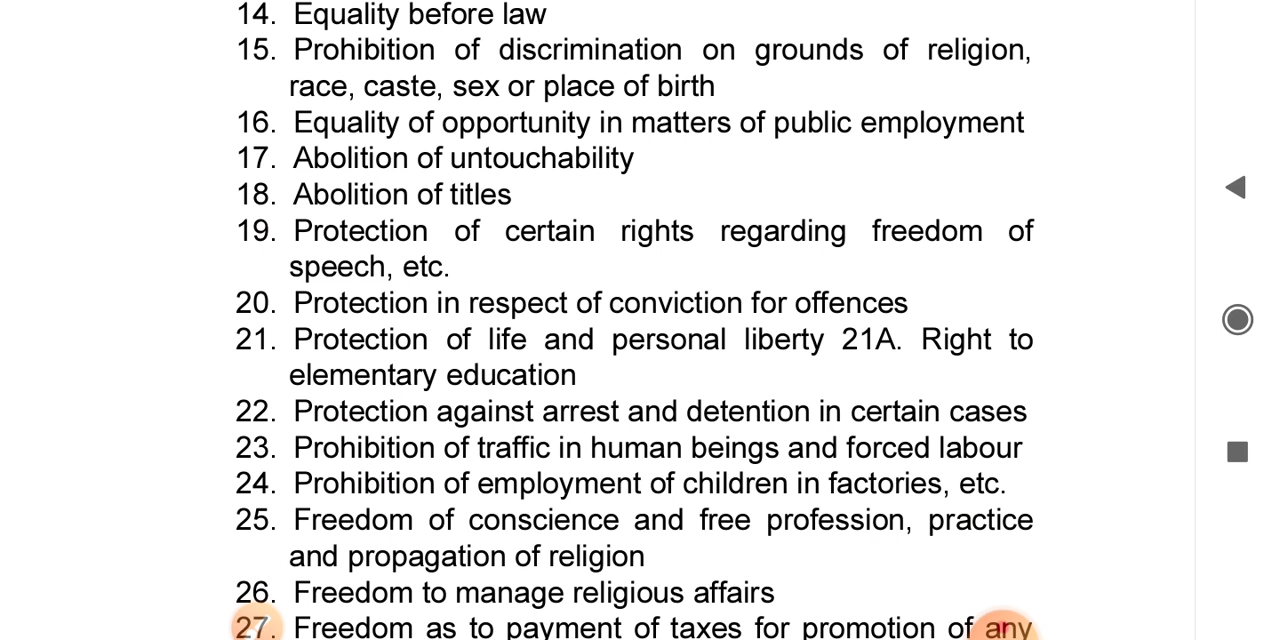 14. Equality before law
15. Prohibition of discrimination on grounds of religion,
race, caste, sex or place of birth
16. Equality of opportunity in matters of public employment
17. Abolition of untouchability
18. Abolition of titles
19. Protection of certain rights regarding freedom of
speech, etc.
20. Protection in respect of conviction for offences
21. Protection of life and personal liberty 21A. Right to
elementary education
22. Protection against arrest and detention in certain cases
23. Prohibition of traffic in human beings and forced labour
24. Prohibition of employment of children in factories, etc.
25. Freedom of conscience and free profession, practice
and propagation of religion
26. Freedom to manage religious affairs
27. Freedom as to payment of taxes for promotion of any